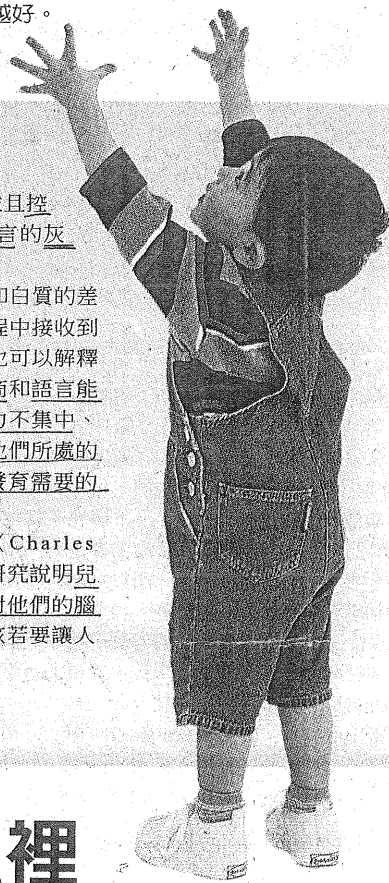 越好。
且控
言的灰
和白質的差
程中接收到
也可以解釋
和語言能
力不集中、
他們所處的
發育需要的
（Charles
研究說明兒
對他們的腦
孩若要讓人
裡